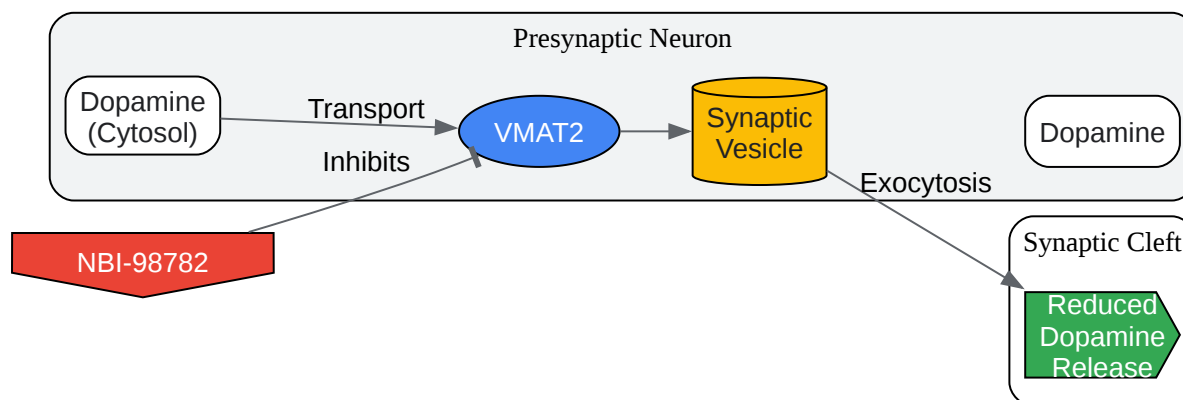 Presynaptic Neuron
Dopamine
(Cytosol)
Transport
VMAT2
Synaptic
Vesicle
Dopamine
Inhibits
Exocytosis
NBI-98782
Synaptic Cleft
Reduced
Dopamine
Release